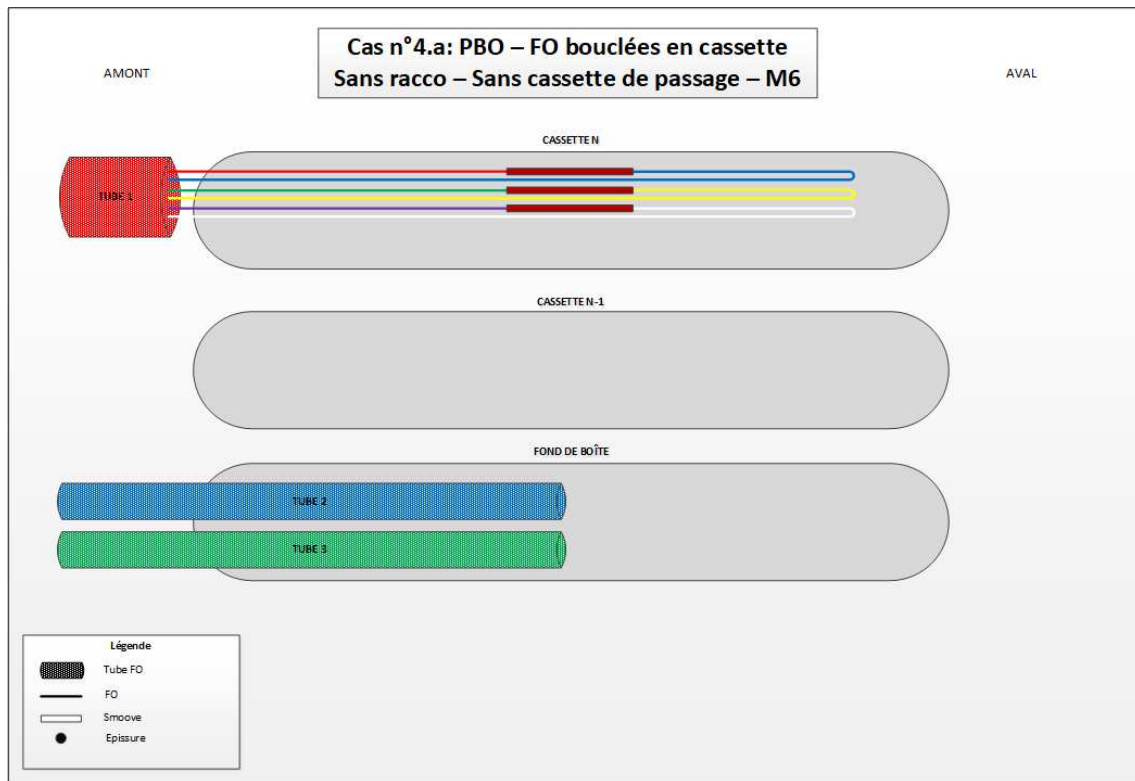 Cas n°4.a: PBO – FO bouclées en cassette
Sans racco – Sans cassette de passage – M6
AMONT
AVAL
CASSETTE N
TUBE 1
CASSETTE N-1
FOND DE BOÎTE
TUBE 2
TUBE 3
Légende
Tube FO
FO
Smoove
Epissure